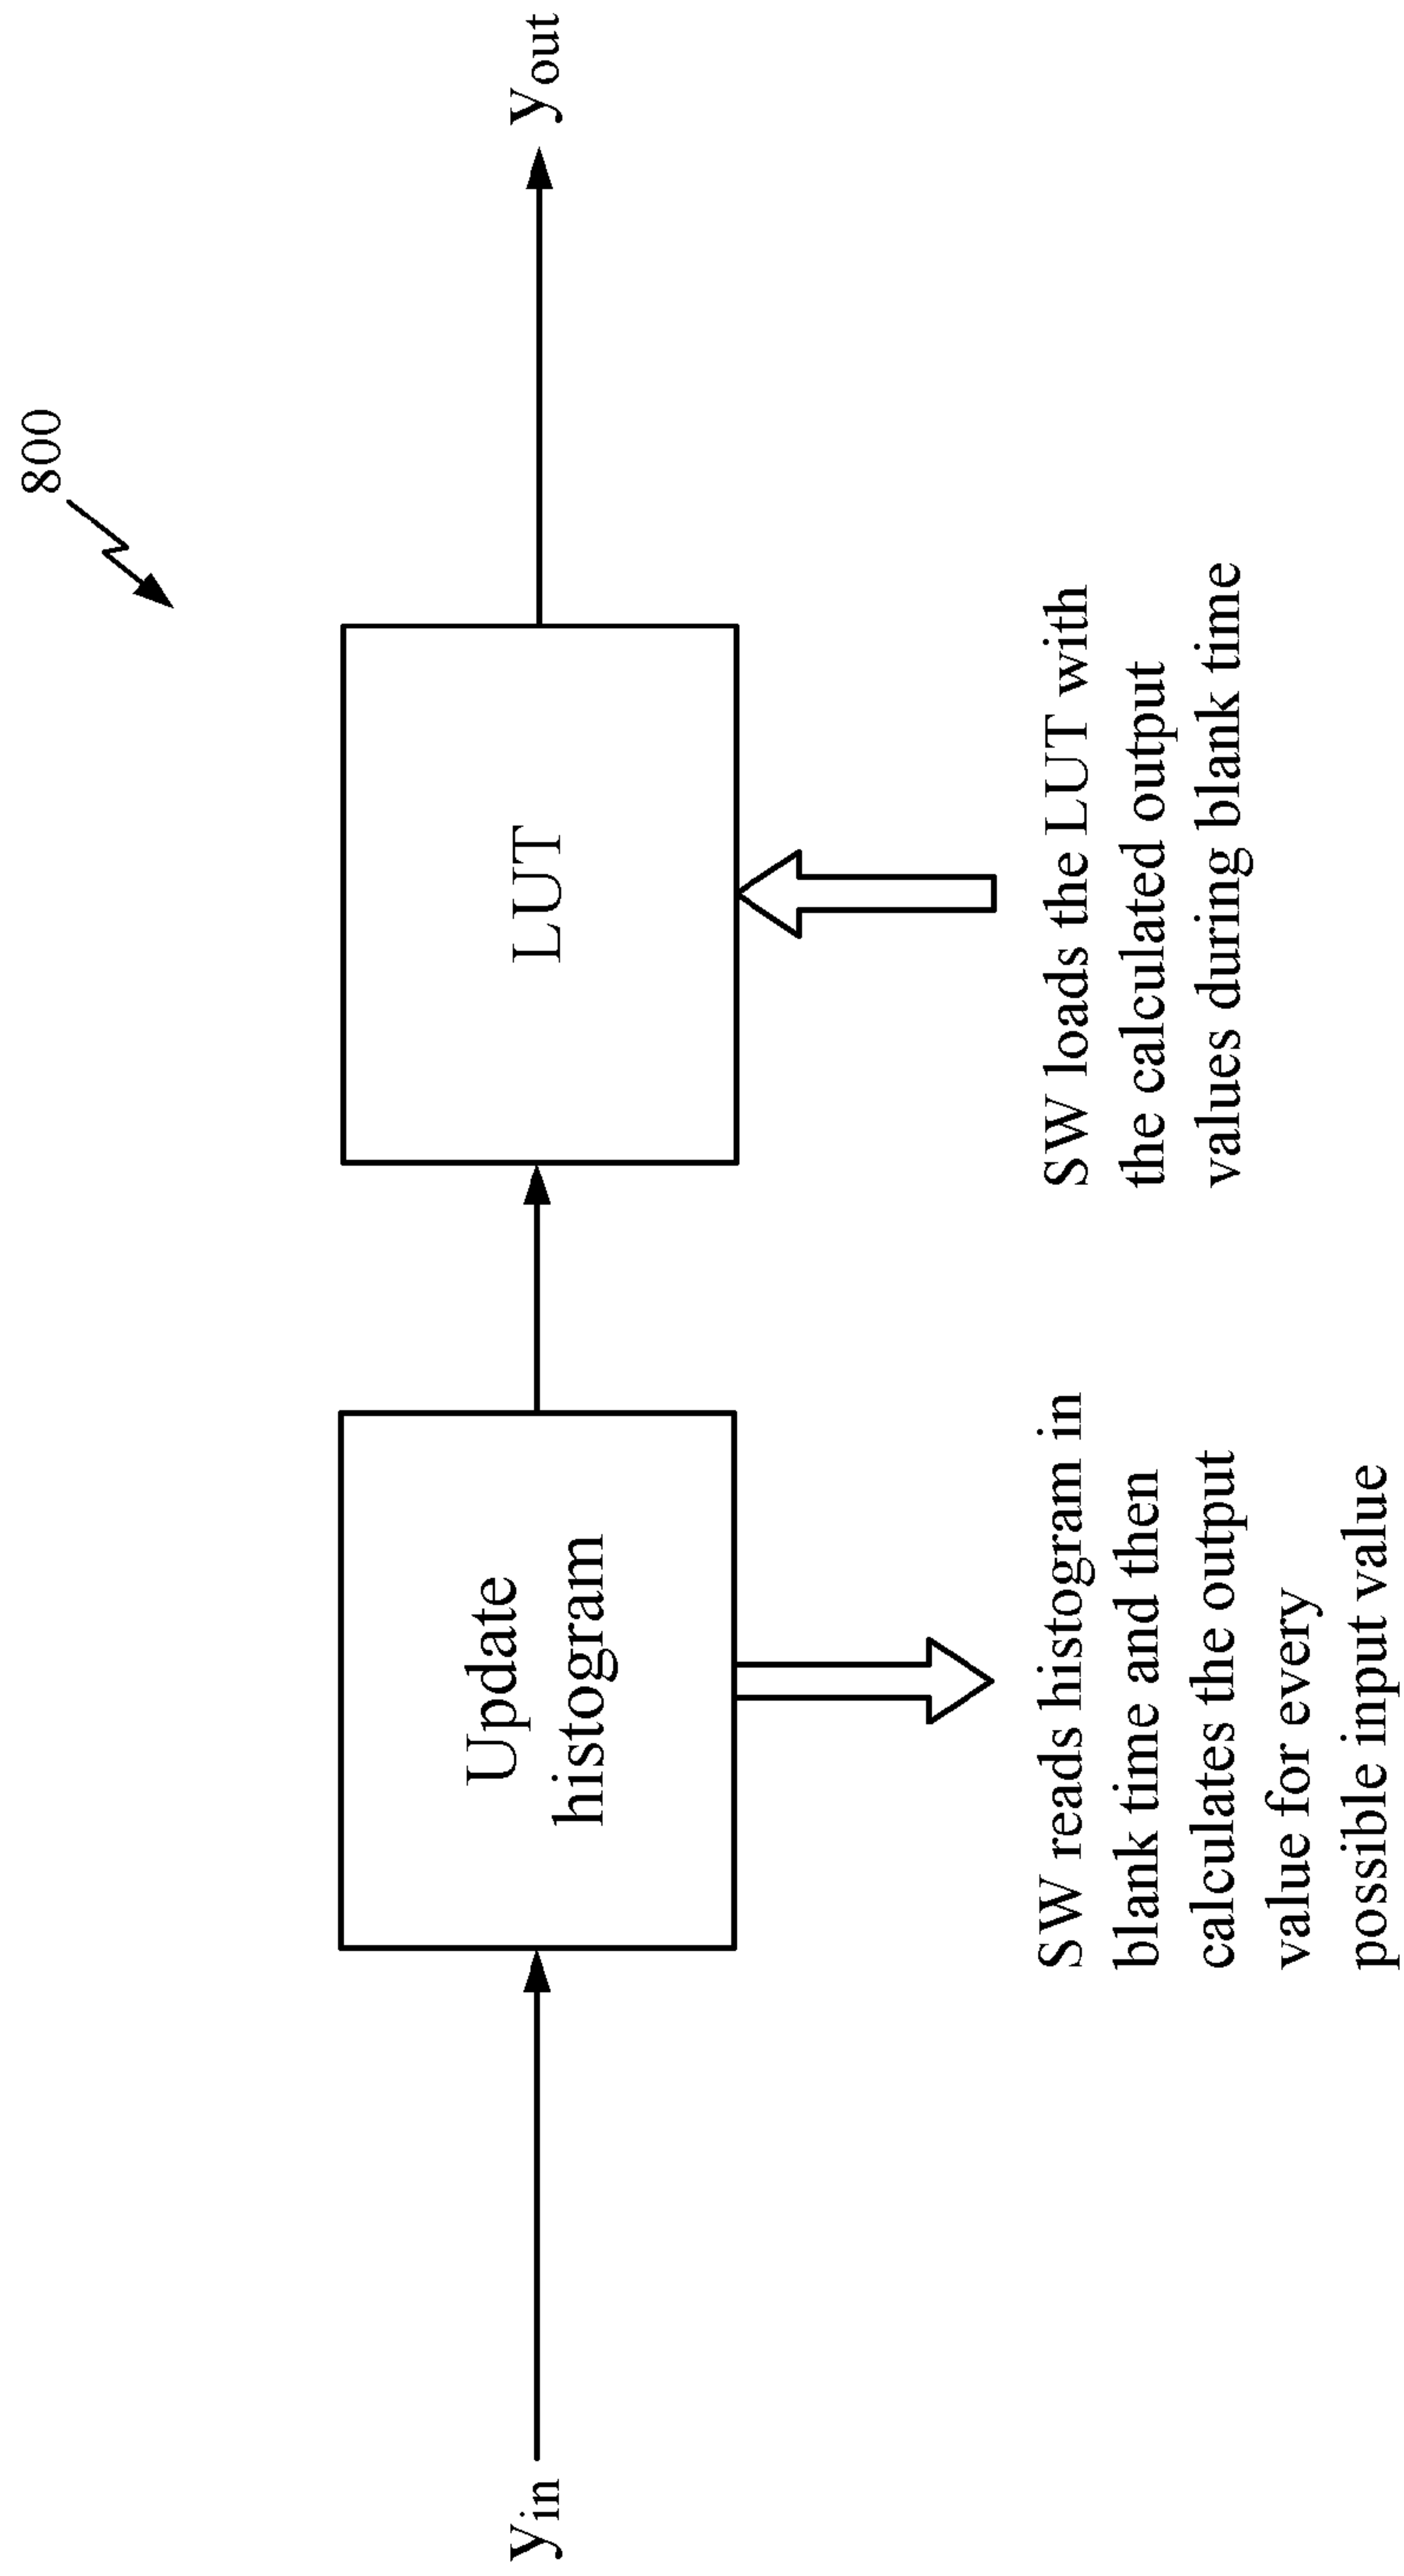 800
y_in
Update
histogram
LUT
y_out
SW reads histogram in
blank time and then
calculates the output
value for every
possible input value
SW loads the LUT with
the calculated output
values during blank time